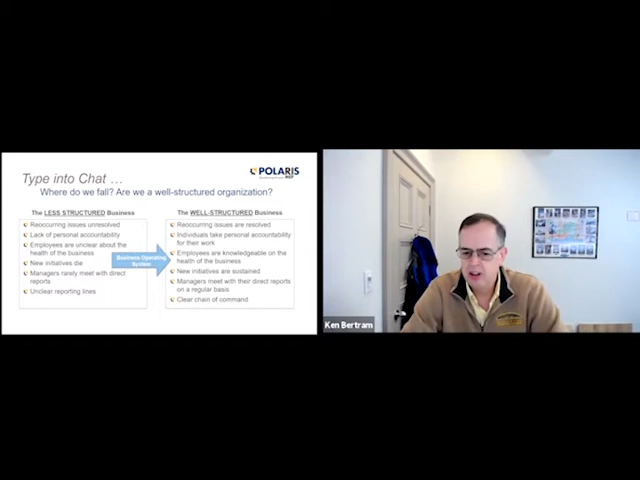 Type into Chat …
POLARIS
MEP
Where do we fall? Are we a well-structured organization?
The LESS STRUCTURED Business
Reoccurring issues unresolved
Lack of personal accountability
Employees are unclear about the
health of the business
New initiatives die
Managers rarely meet with direct
reports
Unclear reporting lines
Business Operating
System
The WELL-STRUCTURED Business
Reoccurring issues are resolved
Individuals take personal accountability
for their work
Employees are knowledgeable on the
health of the business
New initiatives are sustained
Managers meet with their direct reports
on a regular basis
Clear chain of command
Ken Bertram